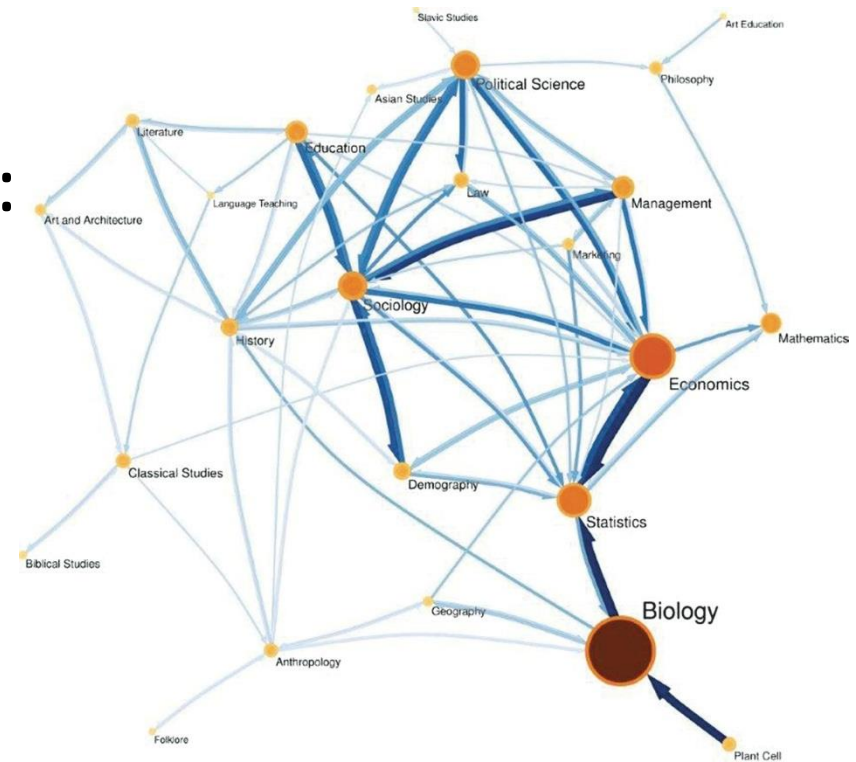 Slavic Studies
Art Education
Political Science
Philosophy
Asian Studies
Literature
Education
Law
Language Teaching
Management
Art and Architecture
Marketing
Sociology
History
Mathematics
Economics
Classical Studies
Demography
Statistics
Biblical Studies
Geography
Biology
Anthropology
Folklore
Plant Cell